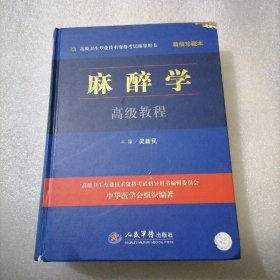 高级卫生专业技术资格考试指导用书
精装珍藏本
麻醉学
高级教程
主编／吴新民
高级卫生专业技术资格考试指导用书编辑委员会
中华医学会组织编著
人民军医出版社